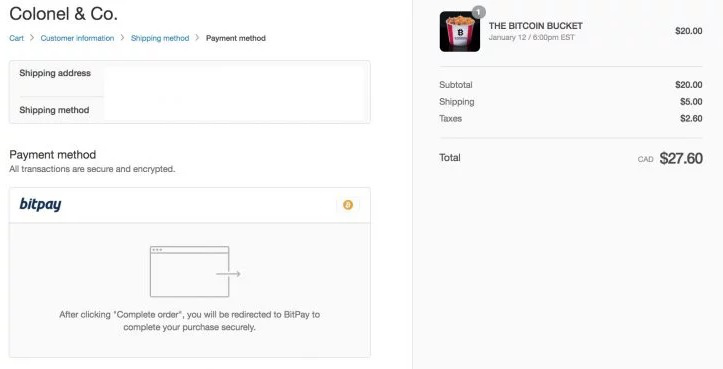 Colonel & Co.
Cart > Customer information > Shipping method > Payment method
Shipping address
Shipping method
Payment method
All transactions are secure and encrypted.
bitpay
After clicking "Complete order", you will be redirected to BitPay to
complete your purchase securely.
1
THE BITCOIN BUCKET
$20.00
January 12 / 6:00pm EST
Subtotal $20.00
Shipping $5.00
Taxes $2.60
Total CAD $27.60